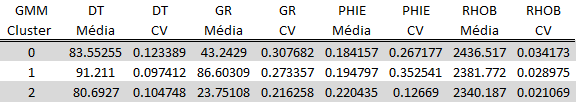 GMM DT DT GR GR PHIE PHIE RHOB RHOB
Cluster Média CV Média CV Média CV Média CV
0 83.55255 0.123389 43.2429 0.307682 0.184157 0.267177 2436.517 0.034173
1 91.211 0.097412 86.60309 0.273357 0.194797 0.352541 2381.772 0.028975
2 80.6927 0.104748 23.75108 0.216258 0.220435 0.12669 2340.187 0.021069